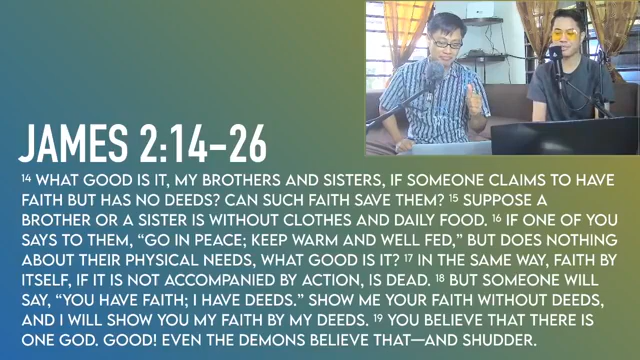 JAMES 2:14-26
14 WHAT GOOD IS IT, MY BROTHERS AND SISTERS, IF SOMEONE CLAIMS TO HAVE
FAITH BUT HAS NO DEEDS? CAN SUCH FAITH SAVE THEM? 15 SUPPOSE A
BROTHER OR A SISTER IS WITHOUT CLOTHES AND DAILY FOOD. 16 IF ONE OF YOU
SAYS TO THEM, “GO IN PEACE; KEEP WARM AND WELL FED,” BUT DOES NOTHING
ABOUT THEIR PHYSICAL NEEDS, WHAT GOOD IS IT? 17 IN THE SAME WAY, FAITH BY
ITSELF, IF IT IS NOT ACCOMPANIED BY ACTION, IS DEAD. 18 BUT SOMEONE WILL
SAY, “YOU HAVE FAITH; I HAVE DEEDS.” SHOW ME YOUR FAITH WITHOUT DEEDS,
AND I WILL SHOW YOU MY FAITH BY MY DEEDS. 19 YOU BELIEVE THAT THERE IS
ONE GOD. GOOD! EVEN THE DEMONS BELIEVE THAT—AND SHUDDER.